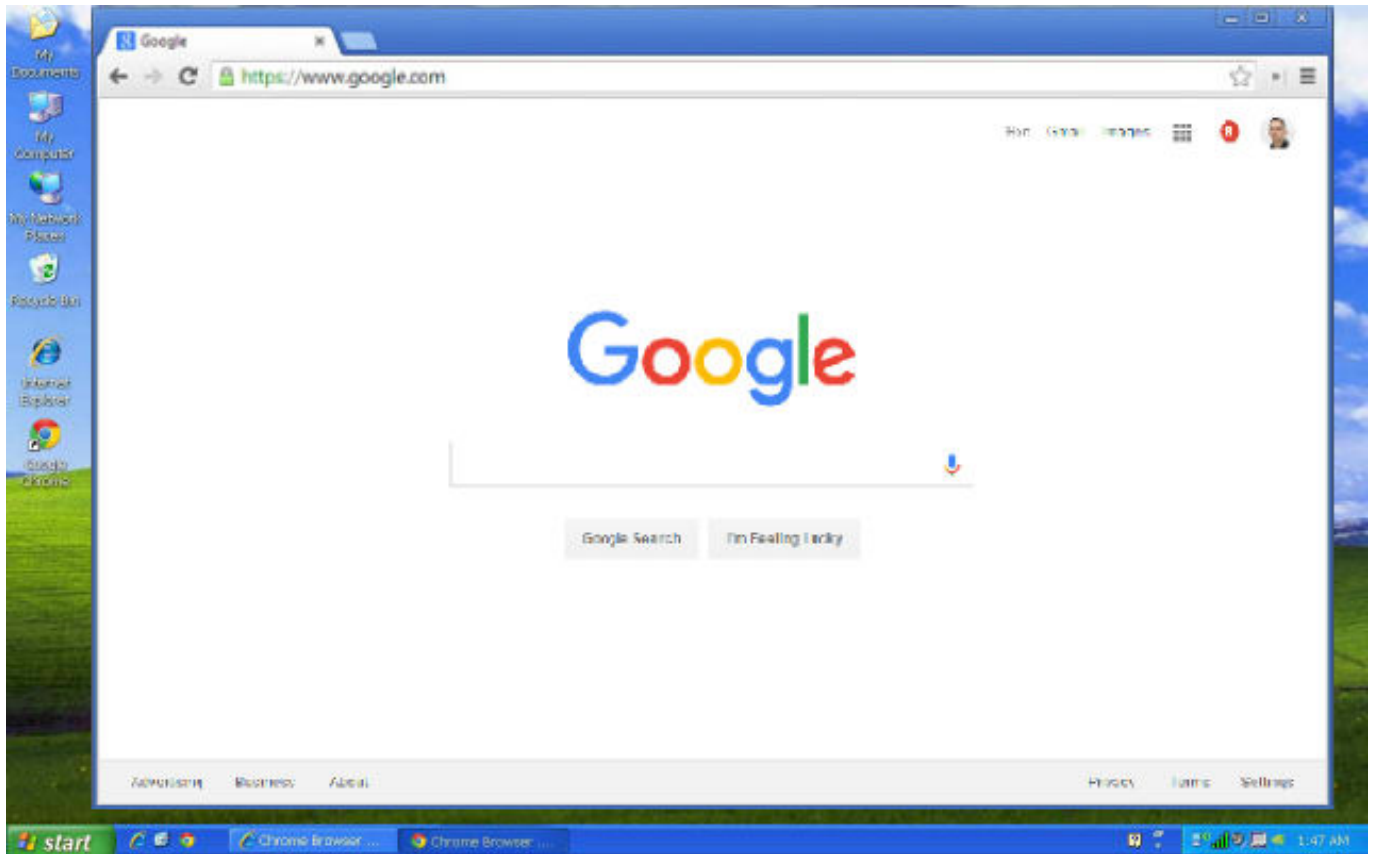 My
Documents
My
Computer
My Network
Places
Recycle Bin
Internet
Explorer
Google
Chrome
Google
https://www.google.com
Gmail Images
Google
Google Search
I'm Feeling Lucky
Advertising Business About
Privacy Terms Settings
start
Chrome Browser ...
Chrome Browser ....
1:47 AM